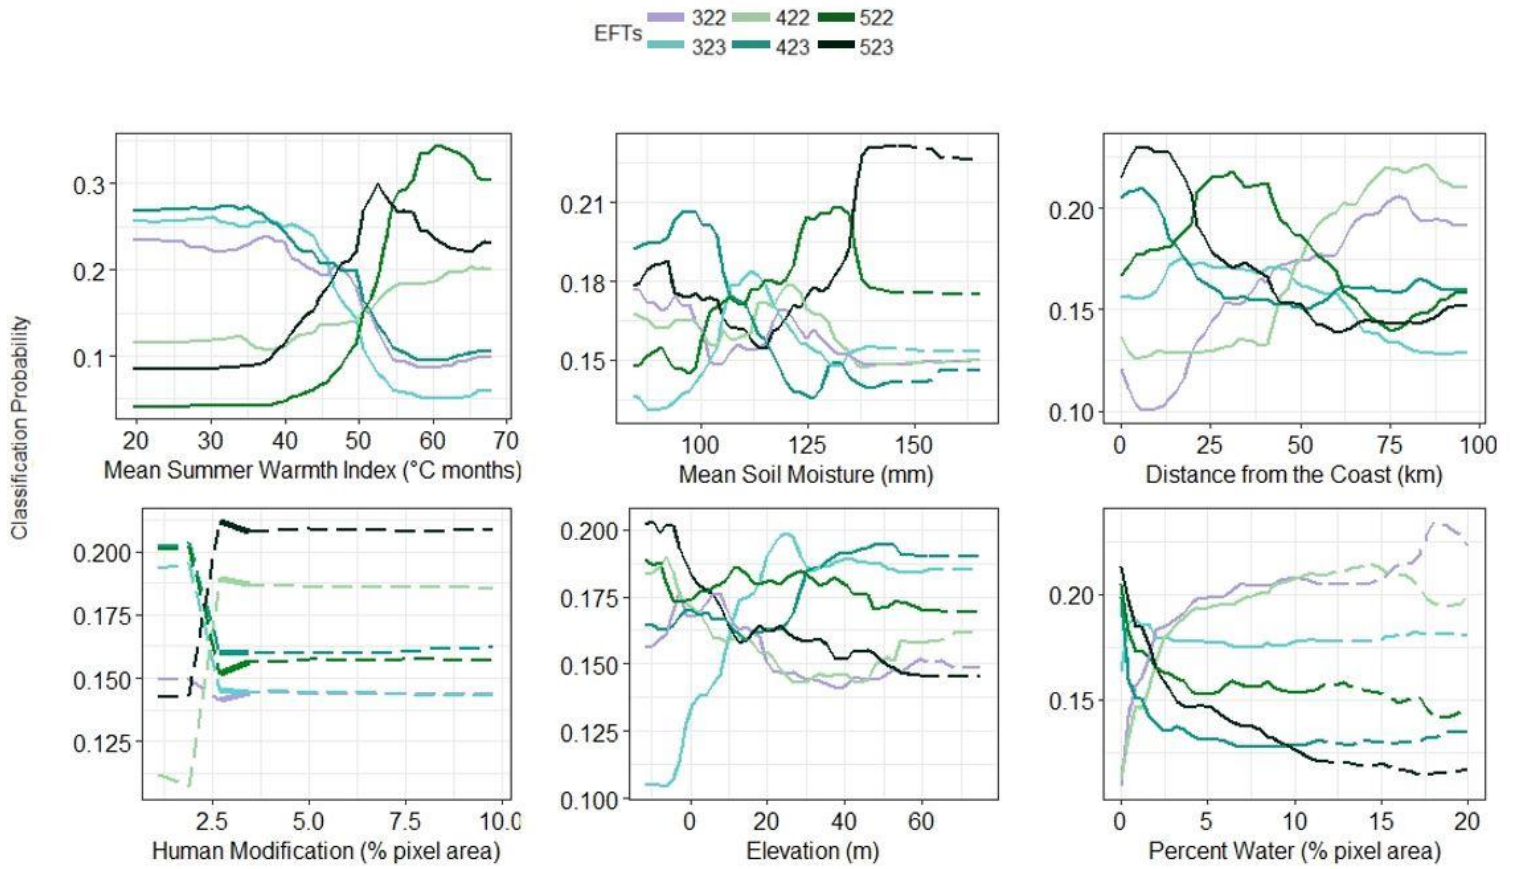 EFTs 322 422 522
323 423 523
Classification Probability
0.3
0.2
0.1
20 30 40 50 60 70
Mean Summer Warmth Index (°C months)
0.21
0.18
0.15
100 125 150
Mean Soil Moisture (mm)
0.20
0.15
0.10
0 25 50 75 100
Distance from the Coast (km)
0.200
0.175
0.150
0.125
2.5 5.0 7.5 10.0
Human Modification (% pixel area)
0.200
0.175
0.150
0.125
0.100
0 20 40 60
Elevation (m)
0.20
0.15
0 5 10 15 20
Percent Water (% pixel area)